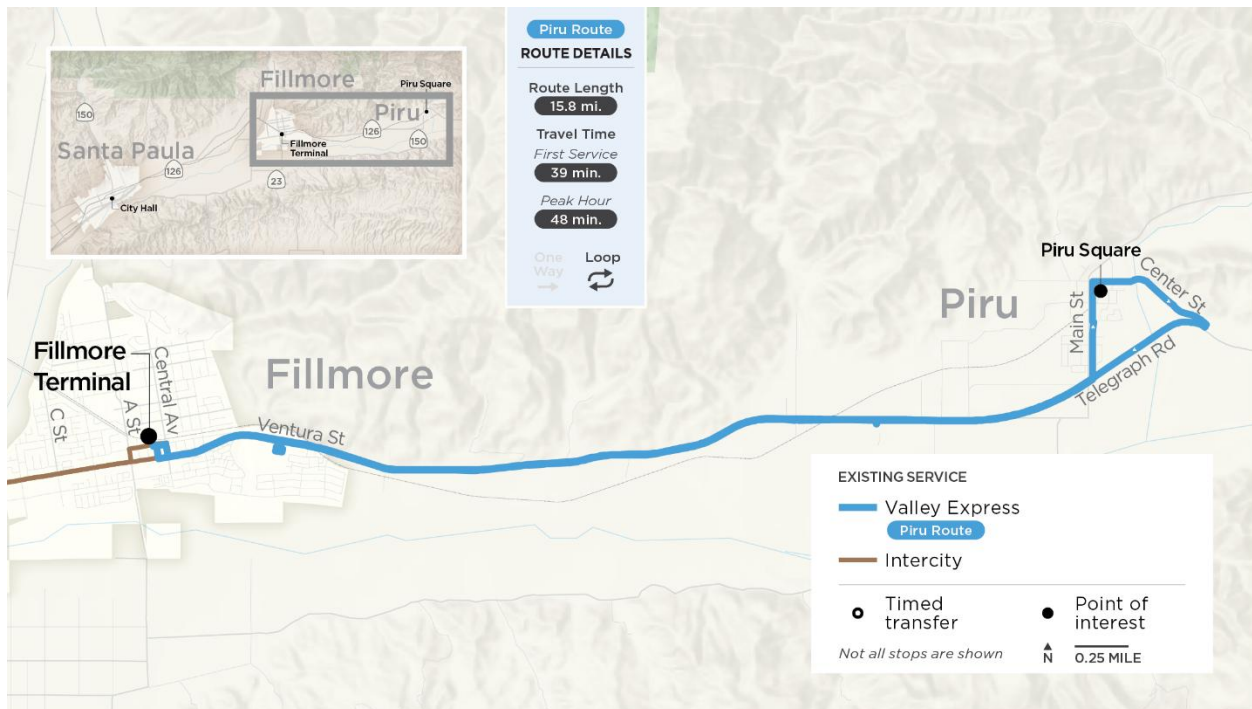 Piru Route
ROUTE DETAILS
Route Length
15.8 mi.
Travel Time
First Service
39 min.
Peak Hour
48 min.
One
Way
Loop
Fillmore
Piru Square
Piru
150
126
150
Fillmore
Terminal
Santa Paula
126
23
City Hall
Piru Square
Center St
Main St
Piru
Telegraph Rd
Fillmore
Terminal
Central Av
A St
C St
Fillmore
Ventura St
EXISTING SERVICE
Valley Express
Piru Route
Intercity
Timed
transfer
Point of
interest
Not all stops are shown
N
0.25 MILE